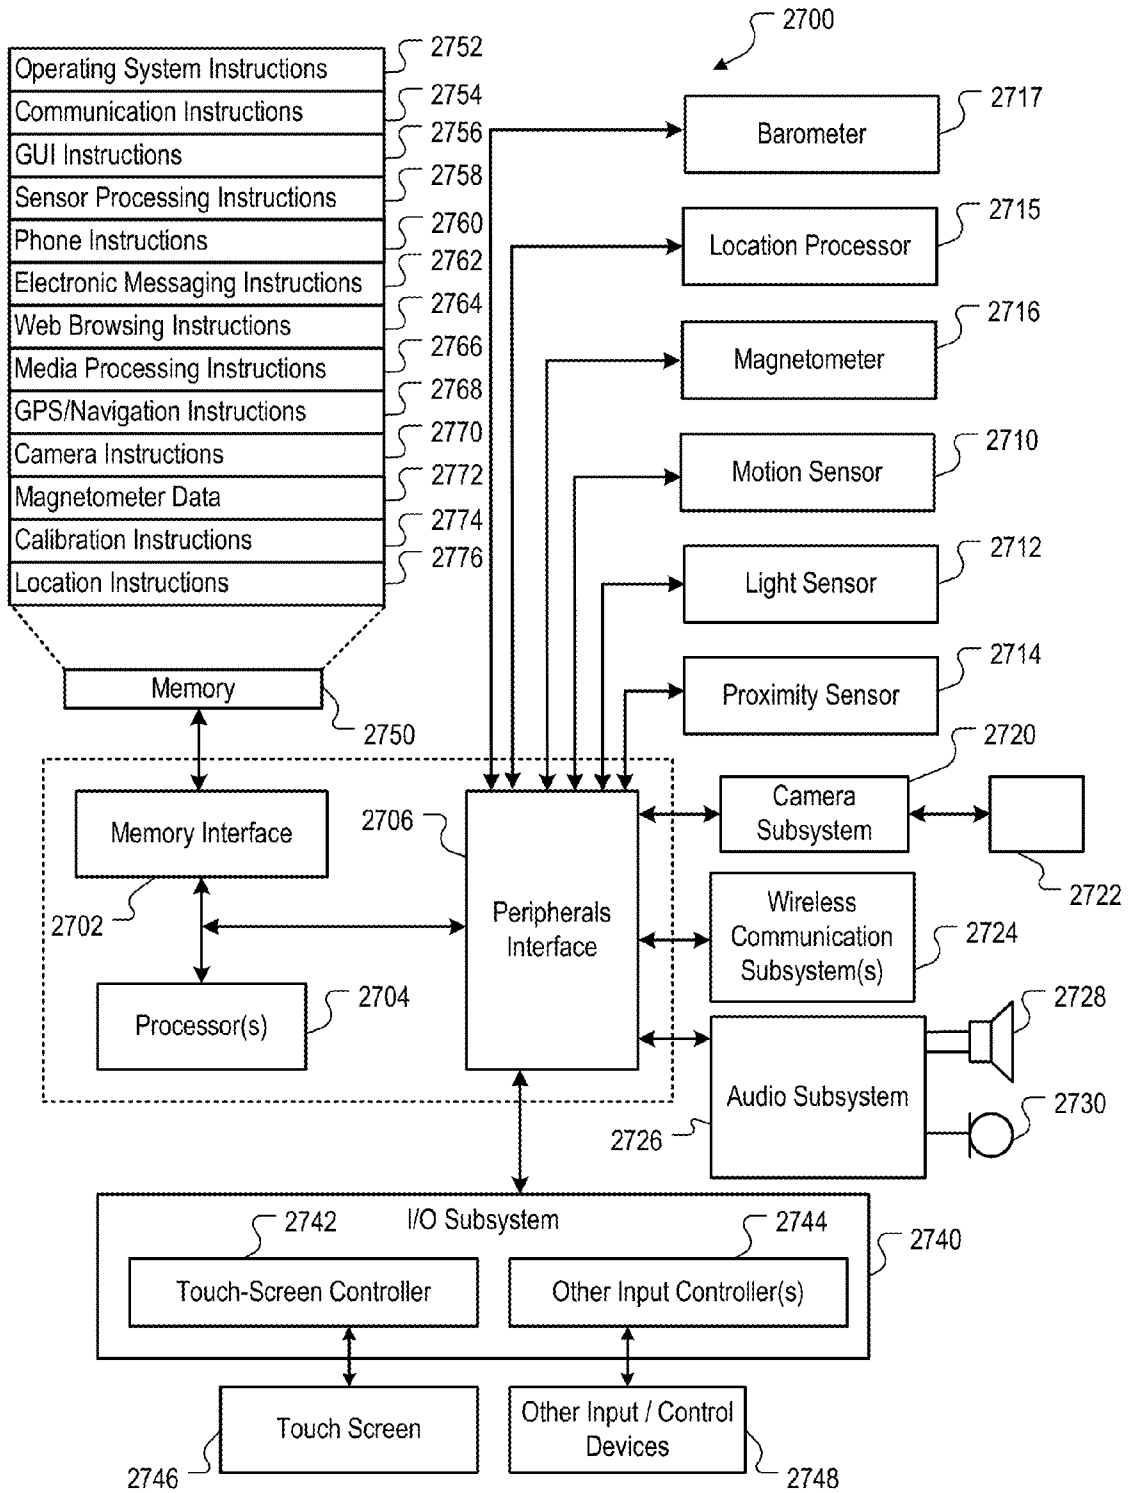 2700
2752
Operating System Instructions
2754
Communication Instructions
2756
GUI Instructions
2758
Sensor Processing Instructions
2760
Phone Instructions
2762
Electronic Messaging Instructions
2764
Web Browsing Instructions
2766
Media Processing Instructions
2768
GPS/Navigation Instructions
2770
Camera Instructions
2772
Magnetometer Data
2774
Calibration Instructions
2776
Location Instructions
Memory
2750
2717
Barometer
2715
Location Processor
2716
Magnetometer
2710
Motion Sensor
2712
Light Sensor
2714
Proximity Sensor
2720
Camera
Subsystem
2722
Memory Interface
2702
2706
Peripherals
Interface
Wireless
Communication
Subsystem(s)
2724
2704
Processor(s)
2728
Audio Subsystem
2726
2730
I/O Subsystem
2740
2742
Touch-Screen Controller
2744
Other Input Controller(s)
Touch Screen
2746
Other Input / Control
Devices
2748